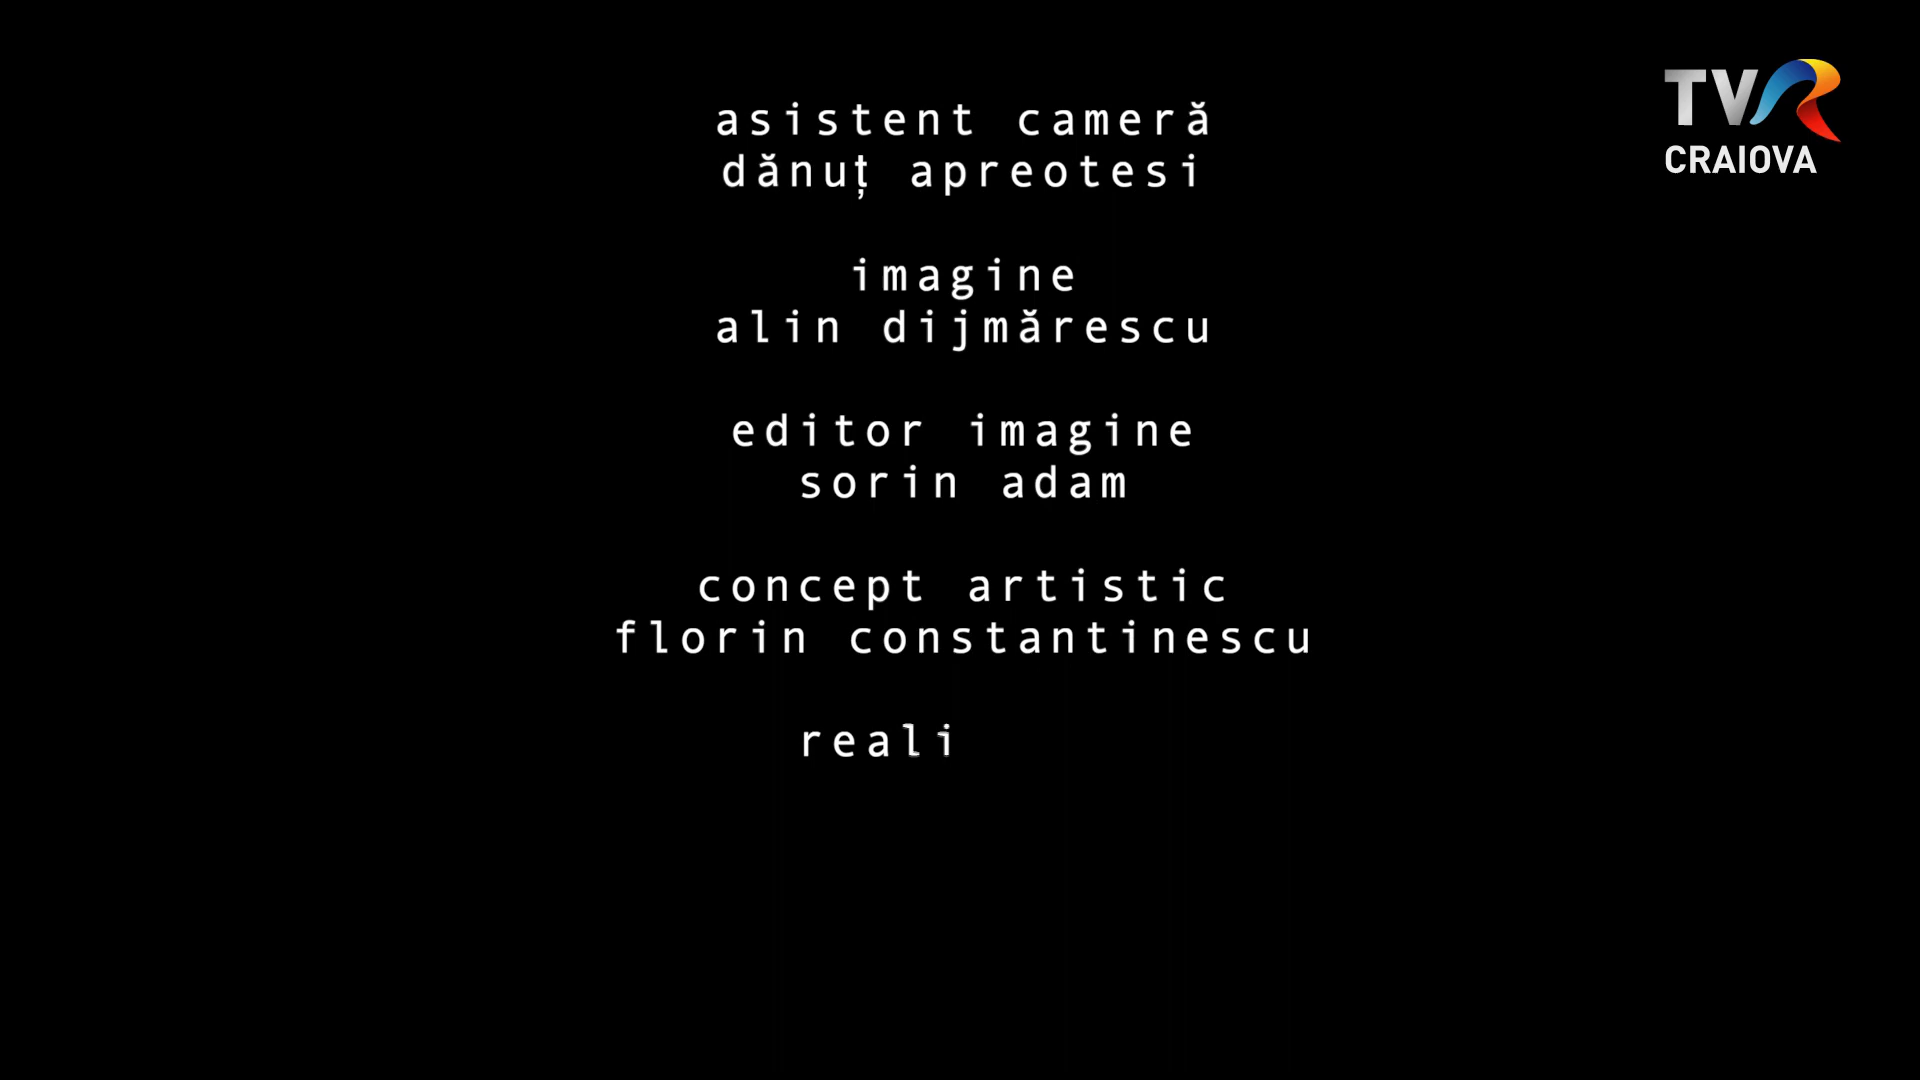 TVR
CRAIOVA
asistent cameră
dănuț apreotesi
imagine
alin dijmărescu
editor imagine
sorin adam
concept artistic
florin constantinescu
reali